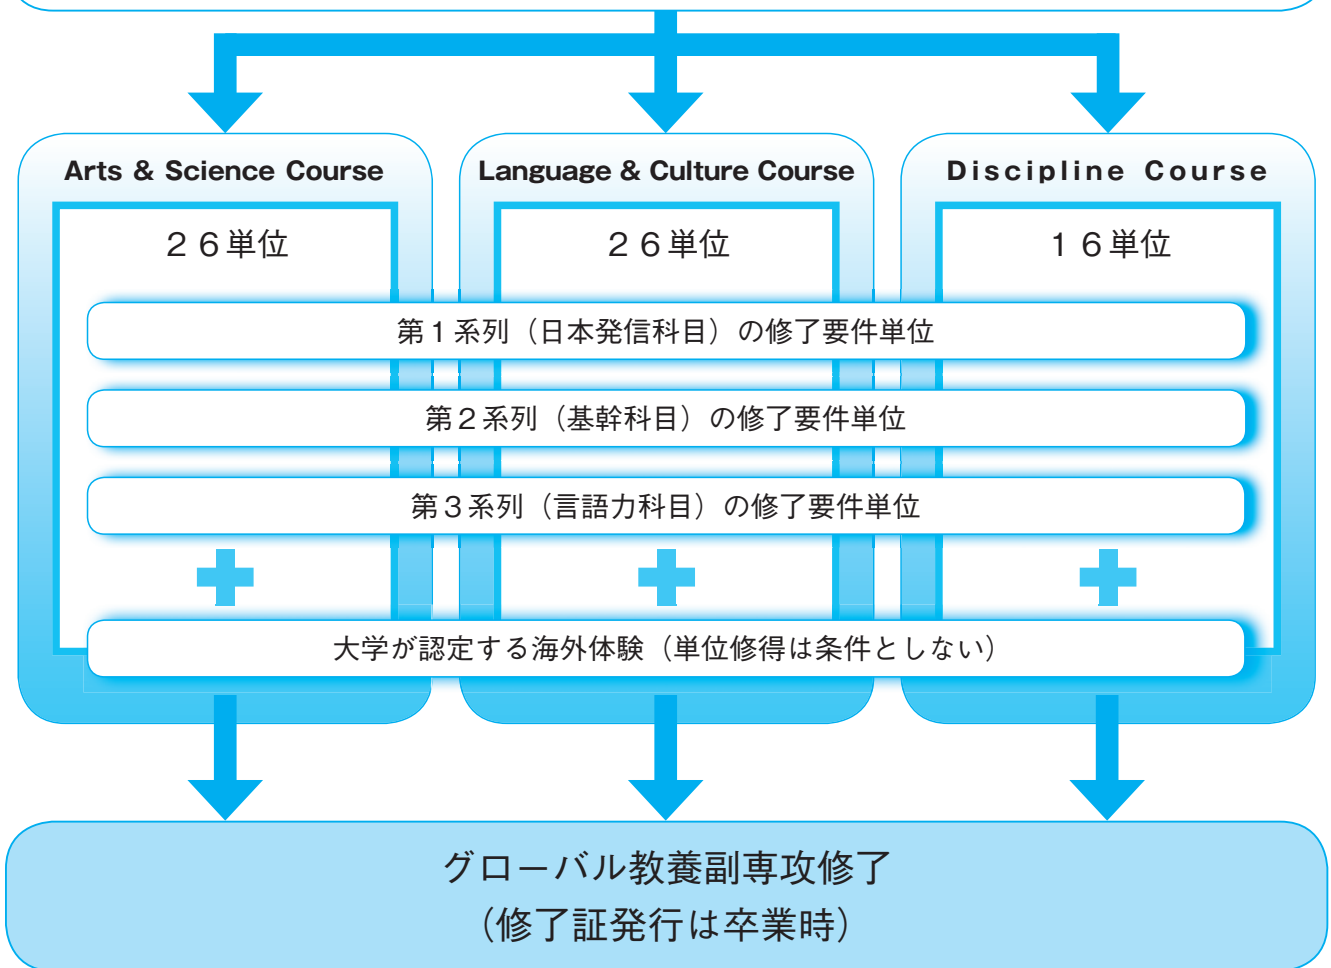 Arts & Science Course
Language & Culture Course
Discipline Course
26単位
26単位
16単位
第1系列（日本発信科目）の修了要件単位
第2系列（基幹科目）の修了要件単位
第3系列（言語力科目）の修了要件単位
大学が認定する海外体験（単位修得は条件としない）
グローバル教養副専攻修了
（修了証発行は卒業時）